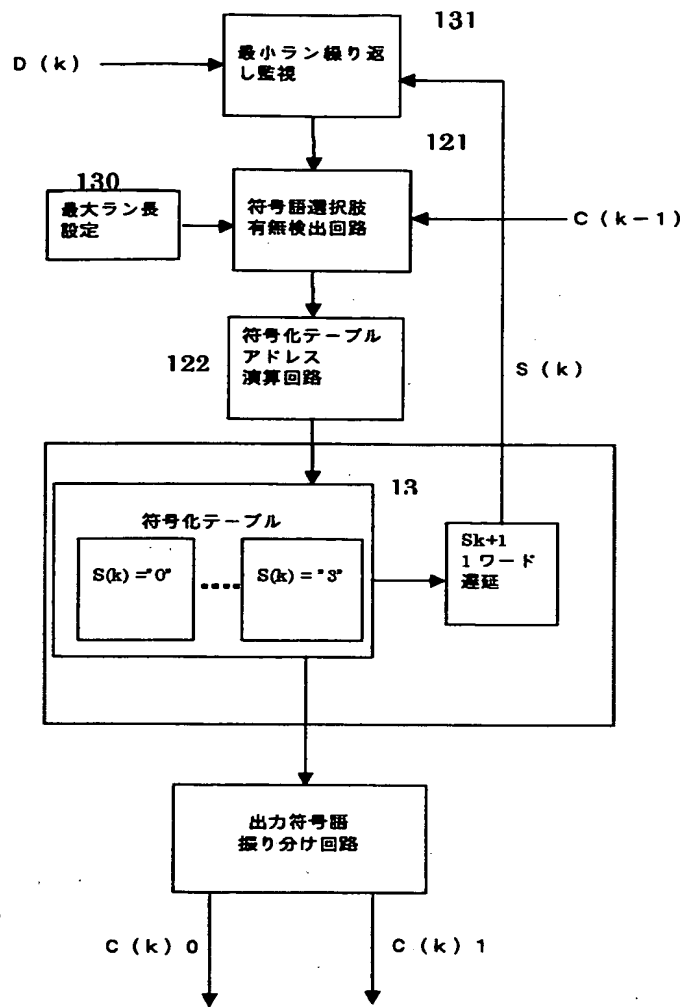 131
最小ラン繰り返
し監視
D (k)
121
130
最大ラン長
設定
符号語選択肢
有無検出回路
C (k-1)
122
符号化テーブル
アドレス
演算回路
S (k)
13
符号化テーブル
S(k) ="0"
S(k) = "3"
Sk+1
1ワード
遅延
出力符号語
振り分け回路
C (k) 0
C (k) 1